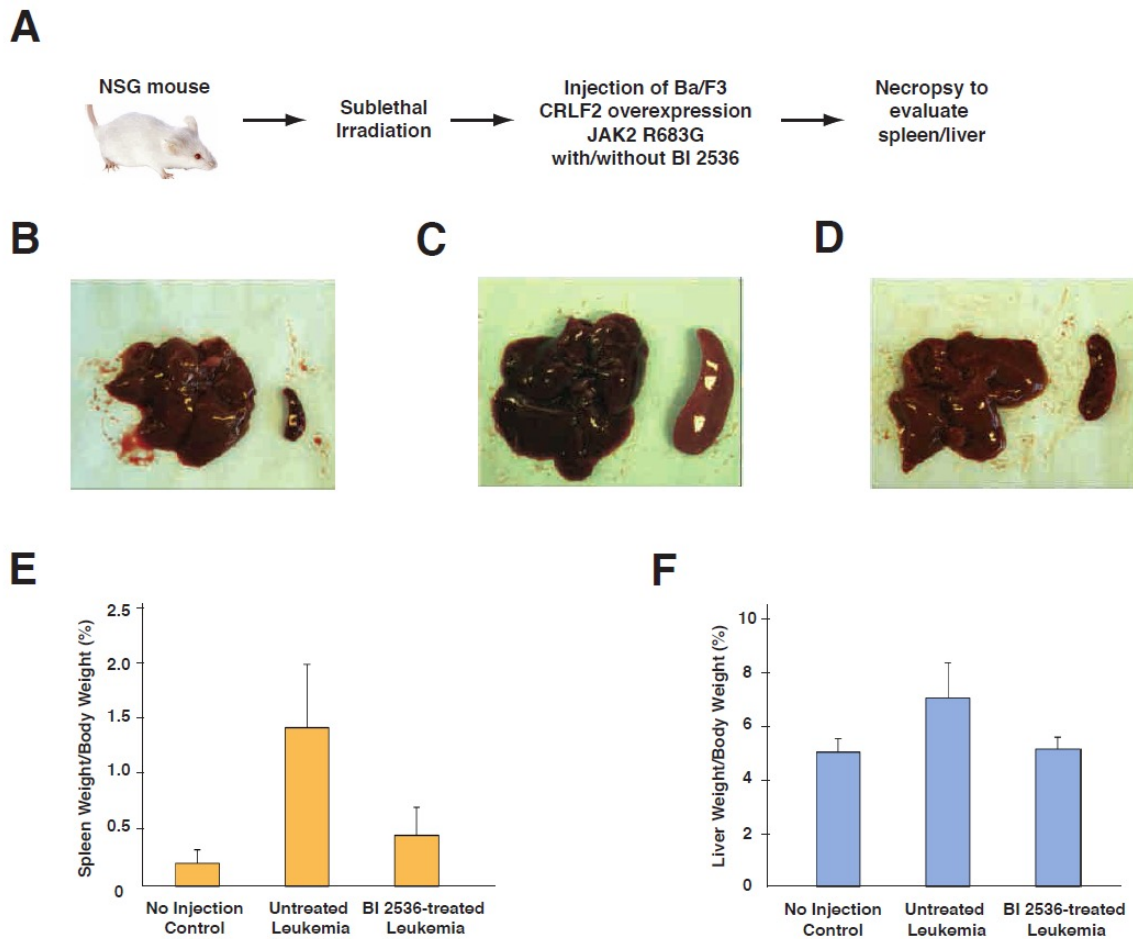 A
NSG mouse
Sublethal
Irradiation
Injection of Ba/F3
CRLF2 overexpression
JAK2 R683G
with/without BI 2536
Necropsy to
evaluate
spleen/liver
B
C
D
E
Spleen Weight/Body Weight (%)
2.5
2.0
1.5
1.0
0.5
0
No Injection
Control
Untreated
Leukemia
BI 2536-treated
Leukemia
F
Liver Weight/Body Weight (%)
10
8
6
4
2
0
No Injection
Control
Untreated
Leukemia
BI 2536-treated
Leukemia